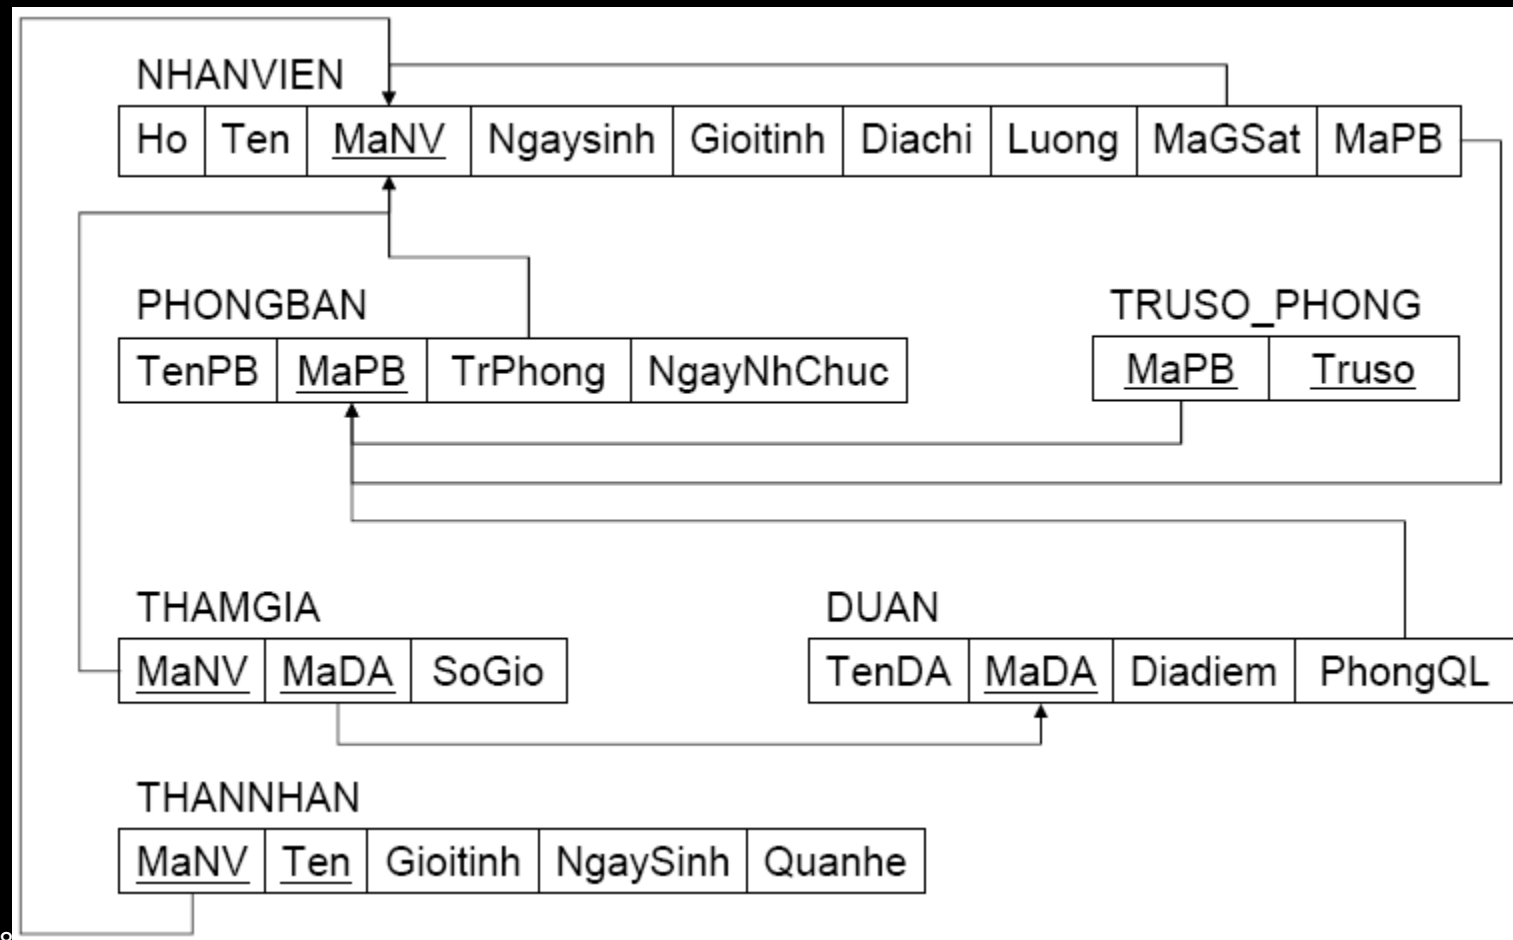 NHANVIEN
Ho Ten MaNV Ngaysinh Gioitinh Diachi Luong MaGSat MaPB
PHONGBAN
TenPB MaPB TrPhong NgayNhChuc
TRUSO_PHONG
MaPB Truso
THAMGIA
MaNV MaDA SoGio
DUAN
TenDA MaDA Diadiem PhongQL
THANNHAN
MaNV Ten Gioitinh NgaySinh Quanhe